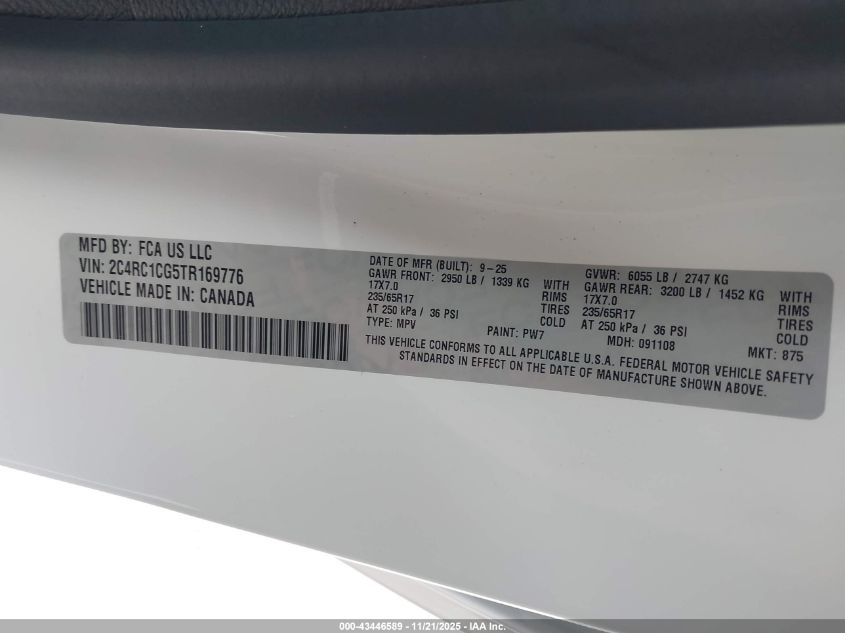 MFD BY: FCA US LLC
VIN: 2C4RC1CG5TR169776
VEHICLE MADE IN: CANADA
DATE OF MFR (BUILT): 9-25
GVWR: 6055 LB / 2747 KG
GAWR FRONT: 2950 LB / 1339 KG WITH
GAWR REAR: 3200 LB / 1452 KG WITH
17X7.0 RIMS
17X7.0 RIMS
235/65R17 TIRES
235/65R17 TIRES
AT 250 kPa / 36 PSI COLD
AT 250 kPa / 36 PSI COLD
TYPE: MPV PAINT: PW7 MDH: 091108 MKT: 875
THIS VEHICLE CONFORMS TO ALL APPLICABLE U.S.A. FEDERAL MOTOR VEHICLE SAFETY
STANDARDS IN EFFECT ON THE DATE OF MANUFACTURE SHOWN ABOVE.
000-43446589 - 11/21/2025 - IAA Inc.